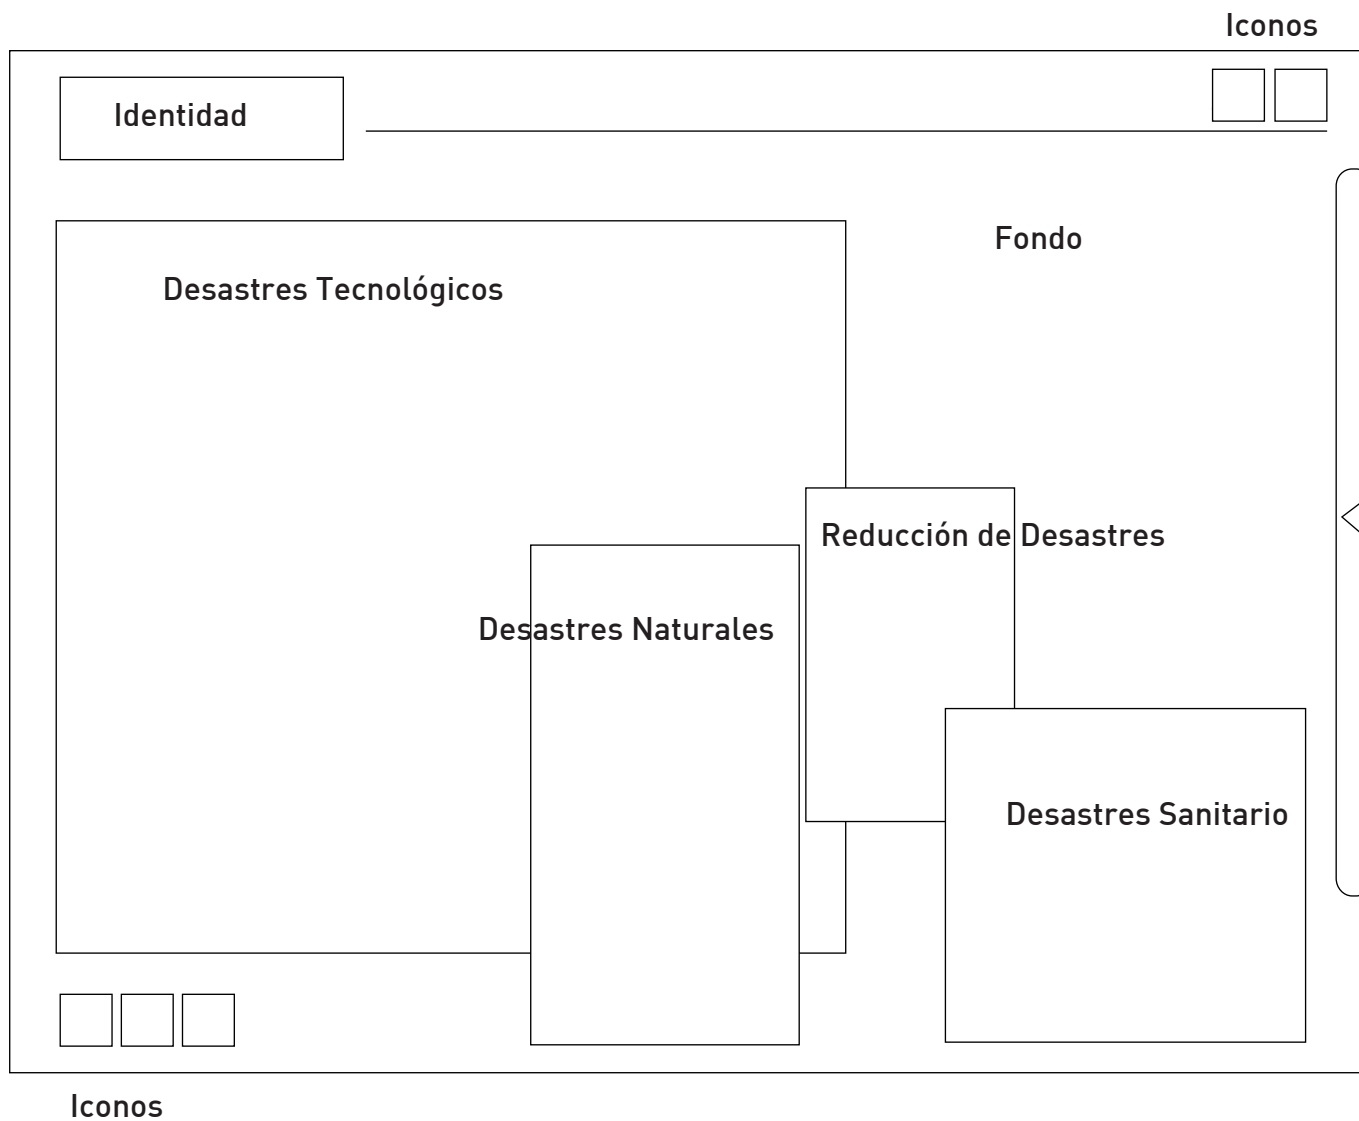 Iconos
Identidad
Fondo
Desastres Tecnológicos
Reducción de Desastres
Desastres Naturales
Desastres Sanitario
Iconos